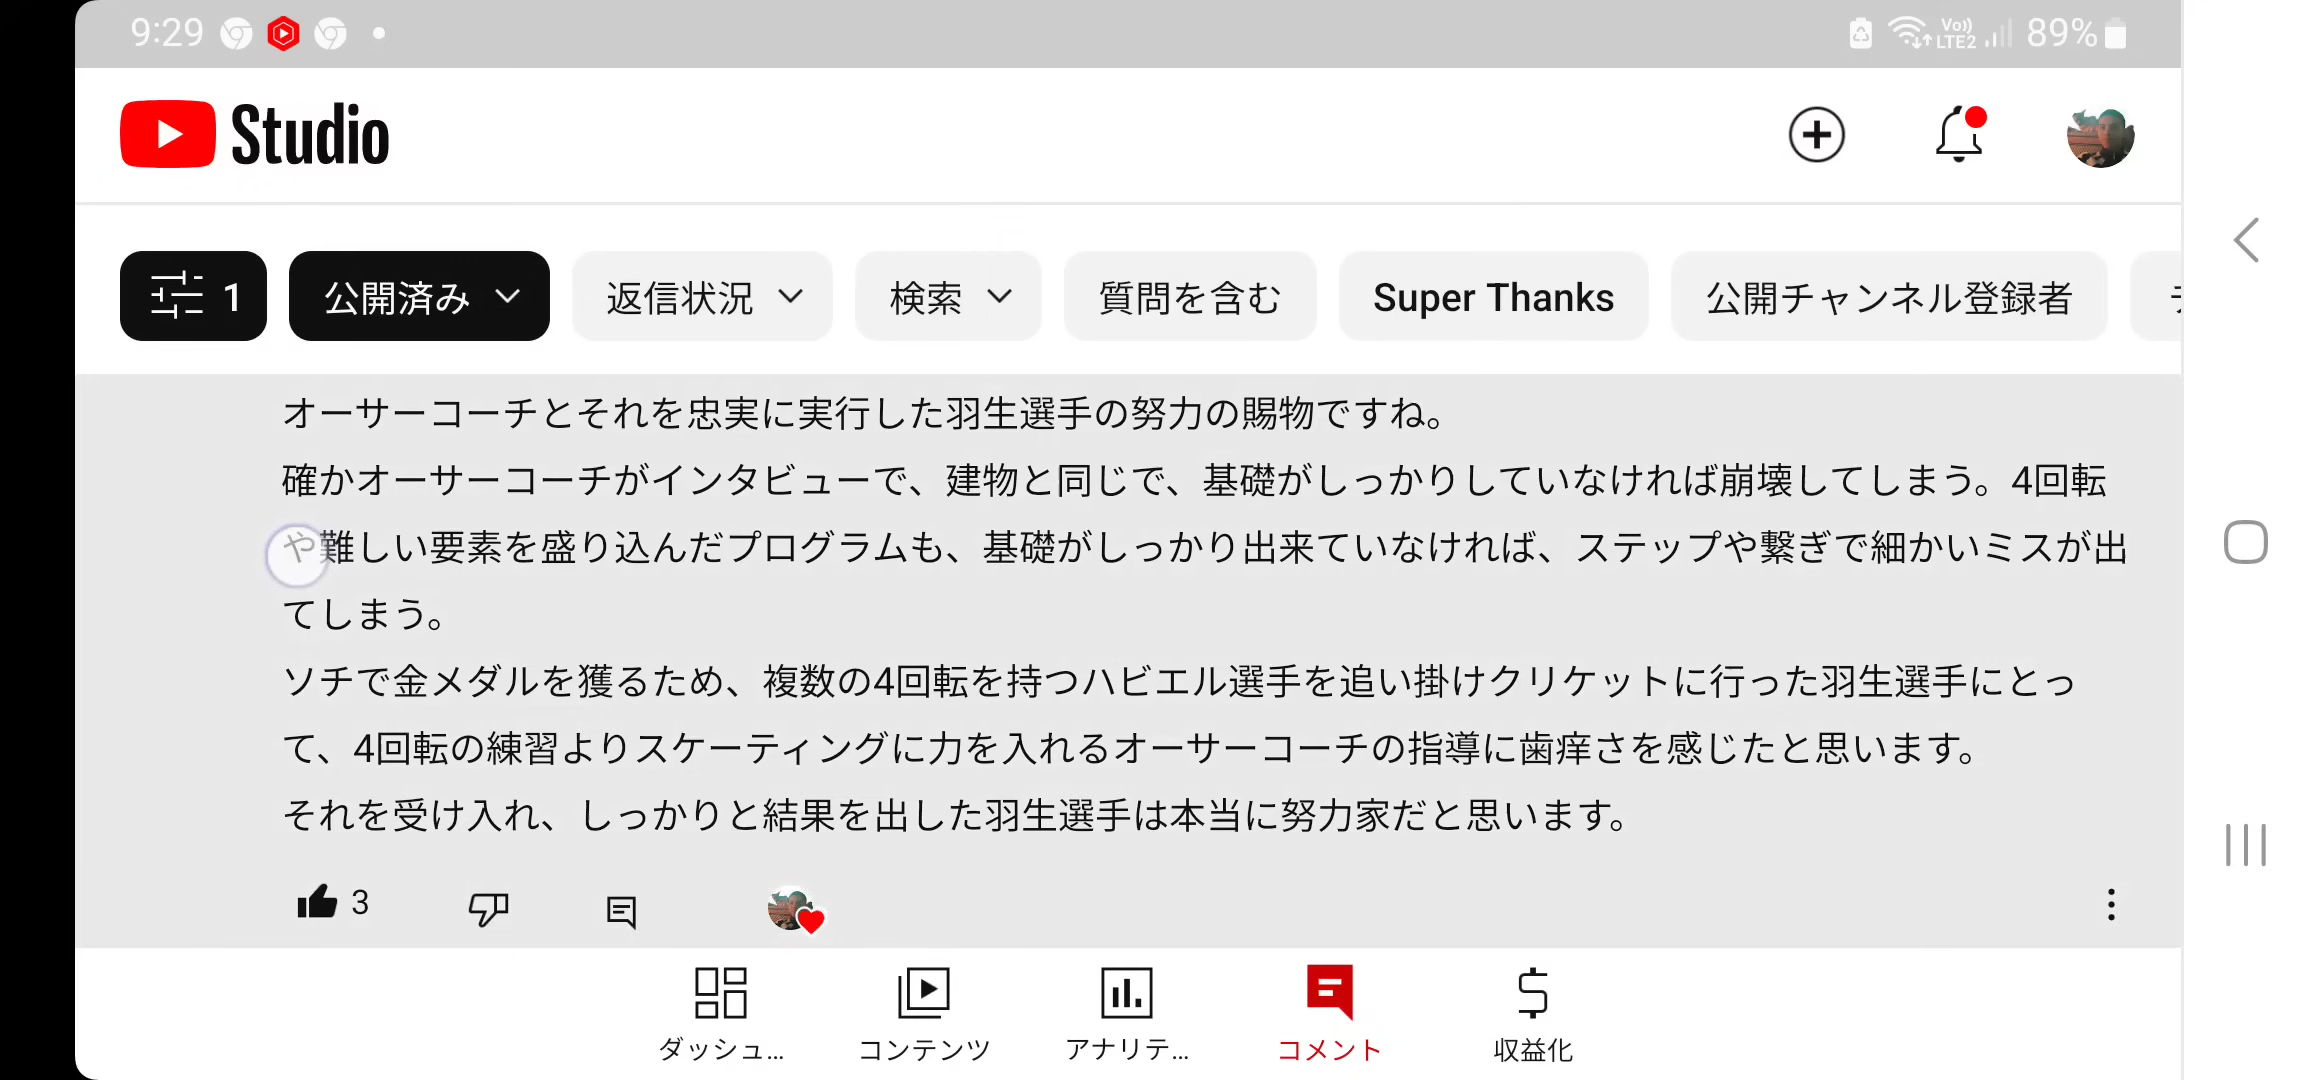 9:29
Vo))
LTE2
89%
Studio
1
公開済み
返信状況
検索
質問を含む
Super Thanks
公開チャンネル登録者
オーサーコーチとそれを忠実に実行した羽生選手の努力の賜物ですね。
確かオーサーコーチがインタビューで、建物と同じで、基礎がしっかりしていなければ崩壊してしまう。4回転
や難しい要素を盛り込んだプログラムも、基礎がしっかり出来ていなければ、ステップや繋ぎで細かいミスが出
てしまう。
ソチで金メダルを獲るため、複数の4回転を持つハビエル選手を追い掛けクリケットに行った羽生選手にとっ
て、4回転の練習よりスケーティングに力を入れるオーサーコーチの指導に歯痒さを感じたと思います。
それを受け入れ、しっかりと結果を出した羽生選手は本当に努力家だと思います。
3
ダッシュ...
コンテンツ
アナリテ...
コメント
収益化